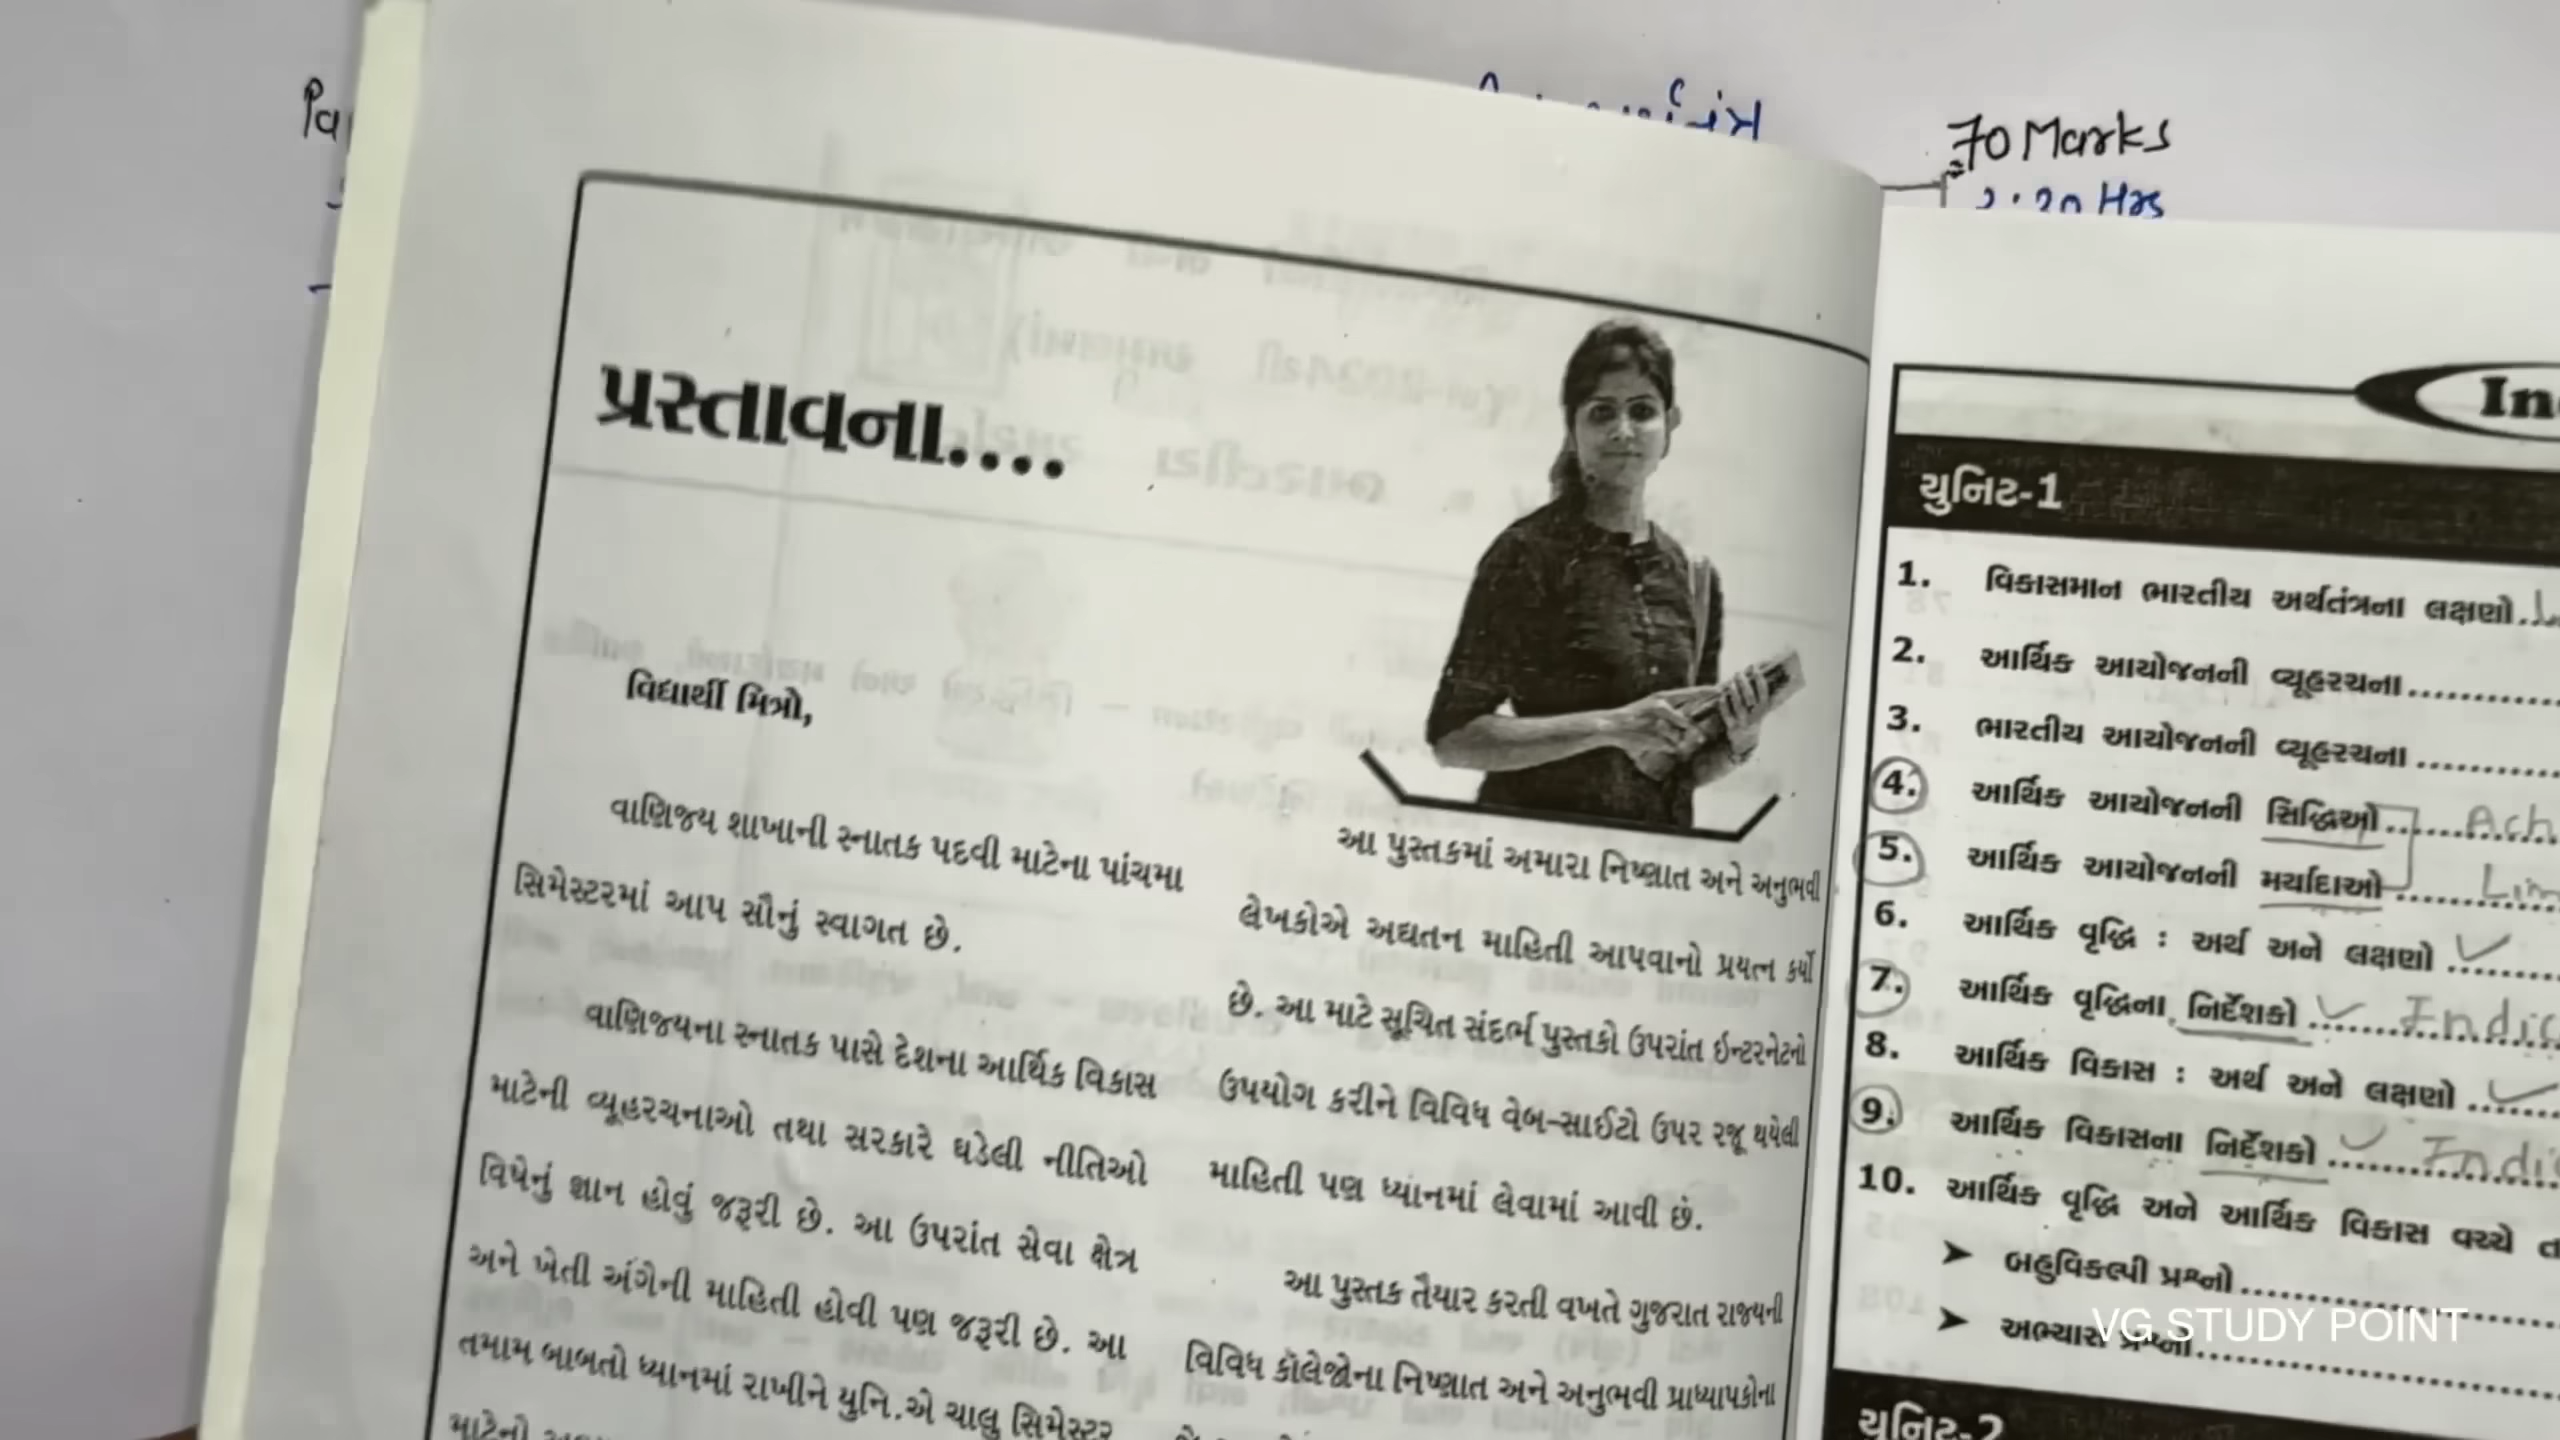 70 Marks
Hrs
પ્રસ્તાવના....
વિદ્યાર્થી મિત્રો,
વાણિજ્ય શાખાની સ્નાતક પદવી માટેના પાંચમા
સિમેસ્ટરમાં આપ સૌનું સ્વાગત છે.
વાણિજ્યના સ્નાતક પાસે દેશના આર્થિક વિકાસ
માટેની વ્યૂહરચનાઓ તથા સરકારે ઘડેલી નીતિઓ
વિષેનું જ્ઞાન હોવું જરૂરી છે. આ ઉપરાંત સેવા ક્ષેત્ર
અને ખેતી અંગેની માહિતી હોવી પણ જરૂરી છે. આ
તમામ બાબતો ધ્યાનમાં રાખીને યુનિ.એ ચાલુ સિમેસ્ટર
માટેનો
આ પુસ્તકમાં અમારા નિષ્ણાત અને અનુભવી
લેખકોએ અદ્યતન માહિતી આપવાનો પ્રયત્ન કર્યો
છે. આ માટે સૂચિત સંદર્ભ પુસ્તકો ઉપરાંત ઇન્ટરનેટનો
ઉપયોગ કરીને વિવિધ વેબ-સાઈટો ઉપર રજૂ થયેલી
માહિતી પણ ધ્યાનમાં લેવામાં આવી છે.
આ પુસ્તક તૈયાર કરતી વખતે ગુજરાત રાજ્યની
વિવિધ કૉલેજોના નિષ્ણાત અને અનુભવી પ્રાધ્યાપકોના
યુનિટ-1
1. વિકાસમાન ભારતીય અર્થતંત્રના લક્ષણો
2. આર્થિક આયોજનની વ્યૂહરચના
3. ભારતીય આયોજનની વ્યૂહરચના
4. આર્થિક આયોજનની સિદ્ધિઓ
5. આર્થિક આયોજનની મર્યાદાઓ
6. આર્થિક વૃદ્ધિ : અર્થ અને લક્ષણો
7. આર્થિક વૃદ્ધિના નિર્દેશકો
8. આર્થિક વિકાસ : અર્થ અને લક્ષણો
9. આર્થિક વિકાસના નિર્દેશકો
10. આર્થિક વૃદ્ધિ અને આર્થિક વિકાસ વચ્ચે
➤ બહુવિકલ્પી પ્રશ્નો
➤ અભ્યાસ પ્રશ્નો
યુનિટ-2
VG STUDY POINT